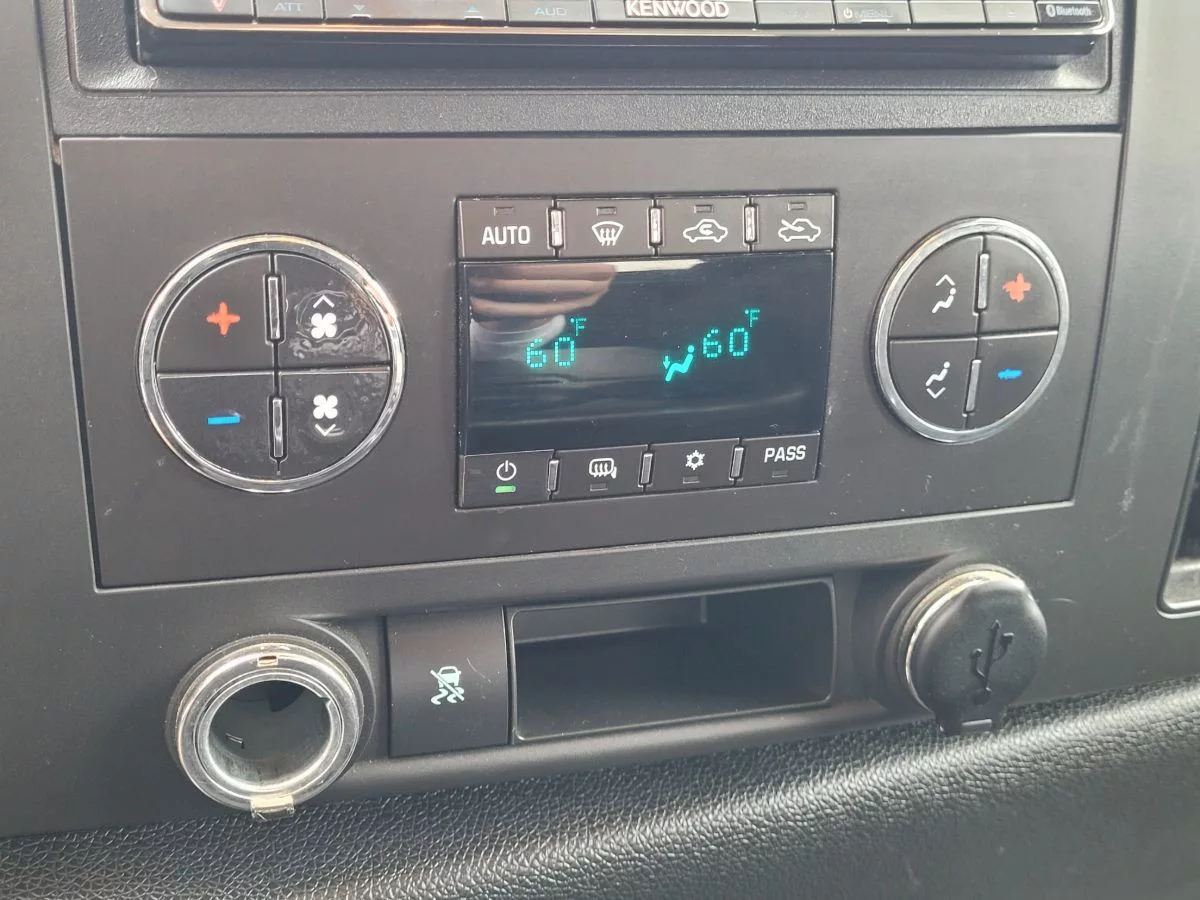 ATT
AUD
KENWOOD
MENU
Bluetooth
AUTO
60°F
60°F
PASS